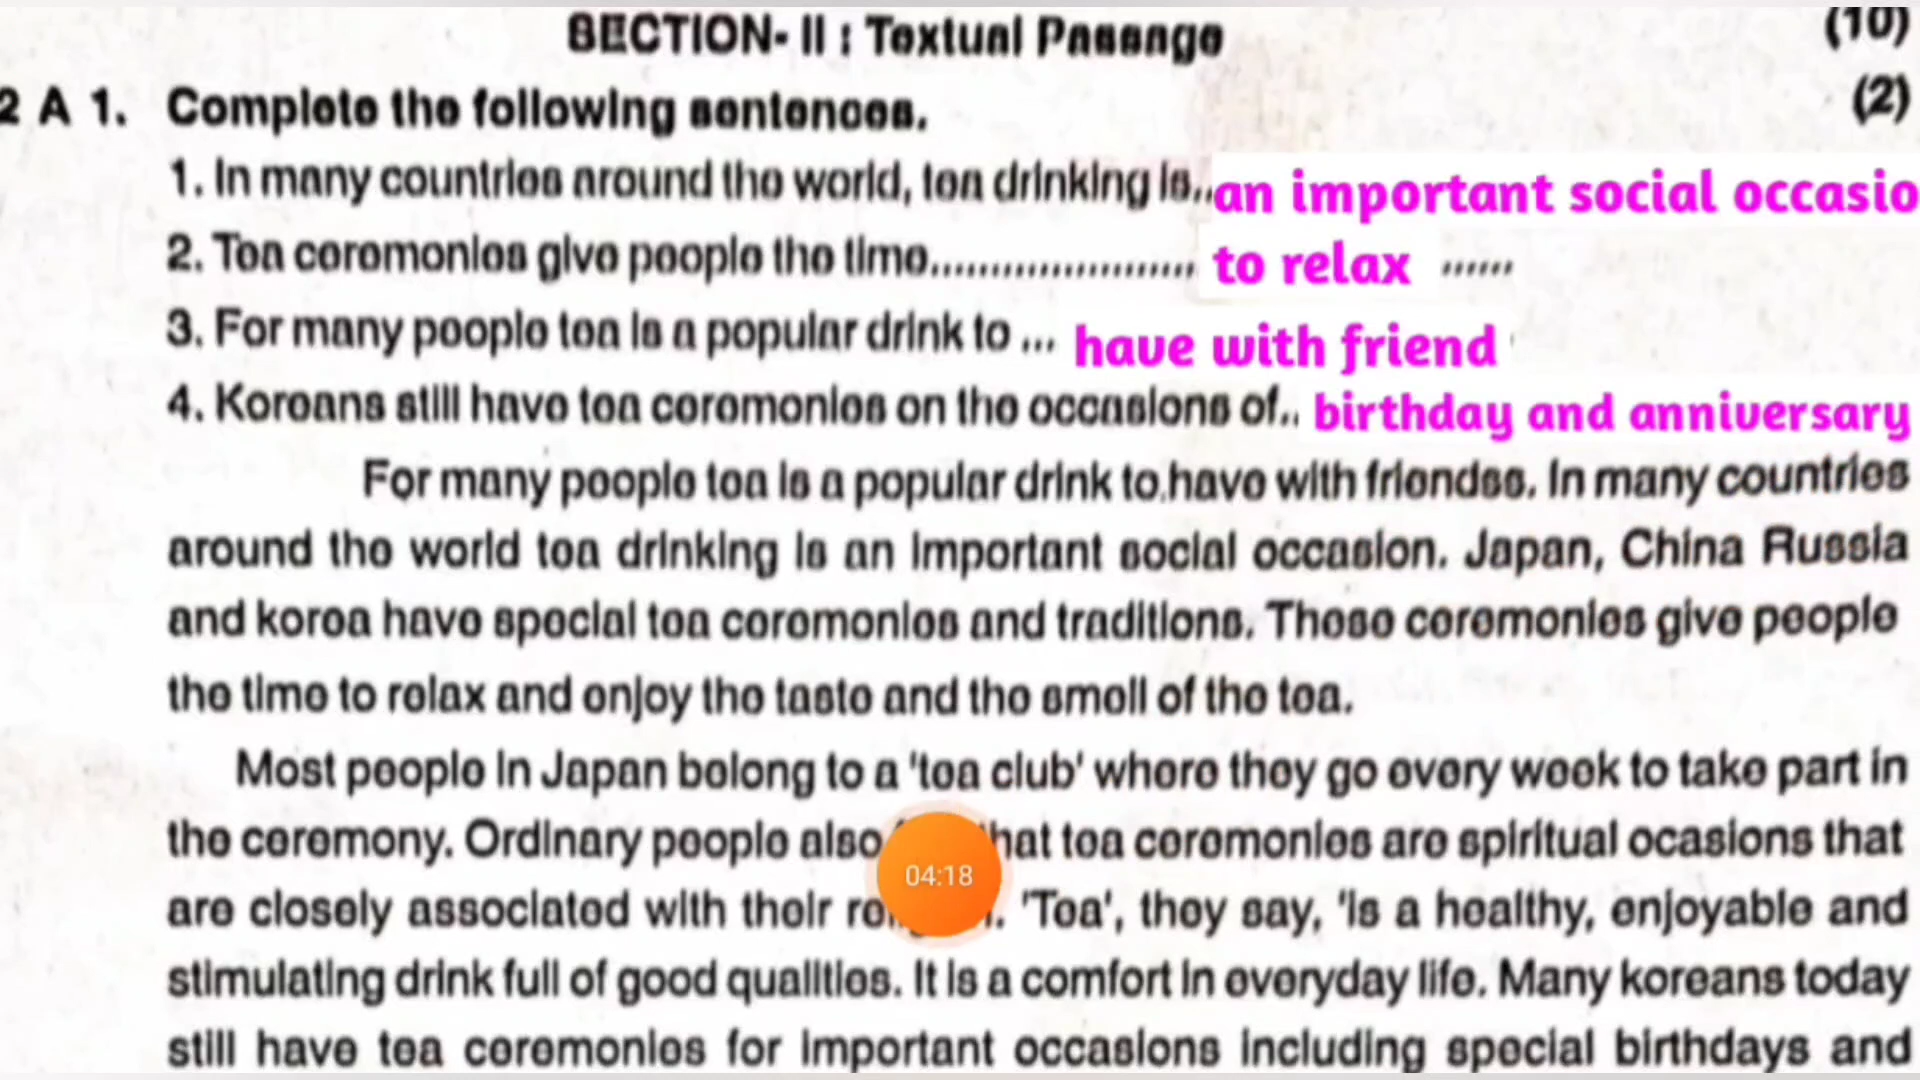 SECTION- II : Textual Passage (10)
2 A 1. Complete the following sentences. (2)
1. In many countries around the world, tea drinking is.. an important social occasio
2. Tea ceremonies give people the time...................... to relax ......
3. For many people tea is a popular drink to ... have with friend
4. Koreans still have tea ceremonies on the occasions of.. birthday and anniversary
For many people tea is a popular drink to have with friendss. In many countries
around the world tea drinking is an important social occasion. Japan, China Russia
and korea have special tea ceremonies and traditions. These ceremonies give people
the time to relax and enjoy the taste and the smell of the tea.
Most people in Japan belong to a 'tea club' where they go every week to take part in
the ceremony. Ordinary people also hat tea ceremonies are spiritual ocasions that
are closely associated with their 'Tea', they say, 'is a healthy, enjoyable and
04:18
stimulating drink full of good qualities. It is a comfort in everyday life. Many koreans today
still have tea ceremonies for important occasions including special birthdays and